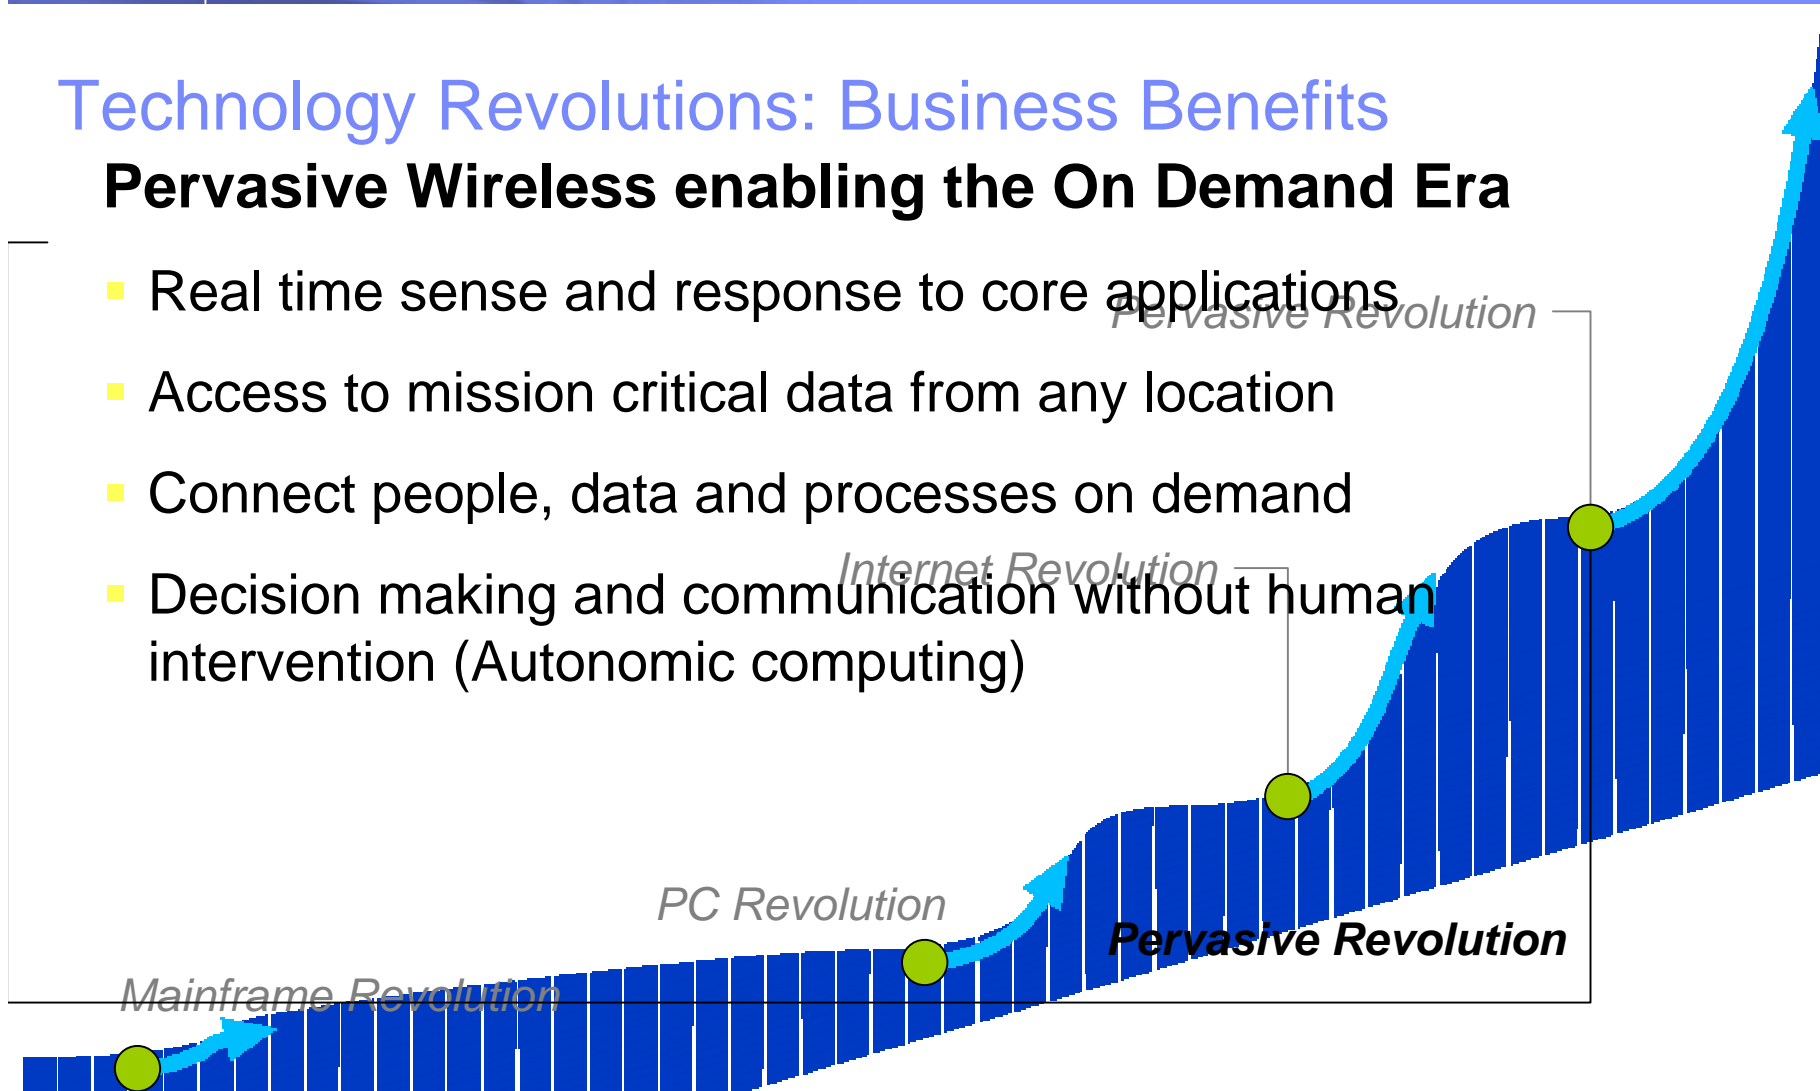 Technology Revolutions: Business Benefits
Pervasive Wireless enabling the On Demand Era
Real time sense and response to core applications
Pervasive Revolution
Access to mission critical data from any location
Connect people, data and processes on demand
Internet Revolution
Decision making and communication without human
intervention (Autonomic computing)
PC Revolution
Pervasive Revolution
Mainframe Revolution